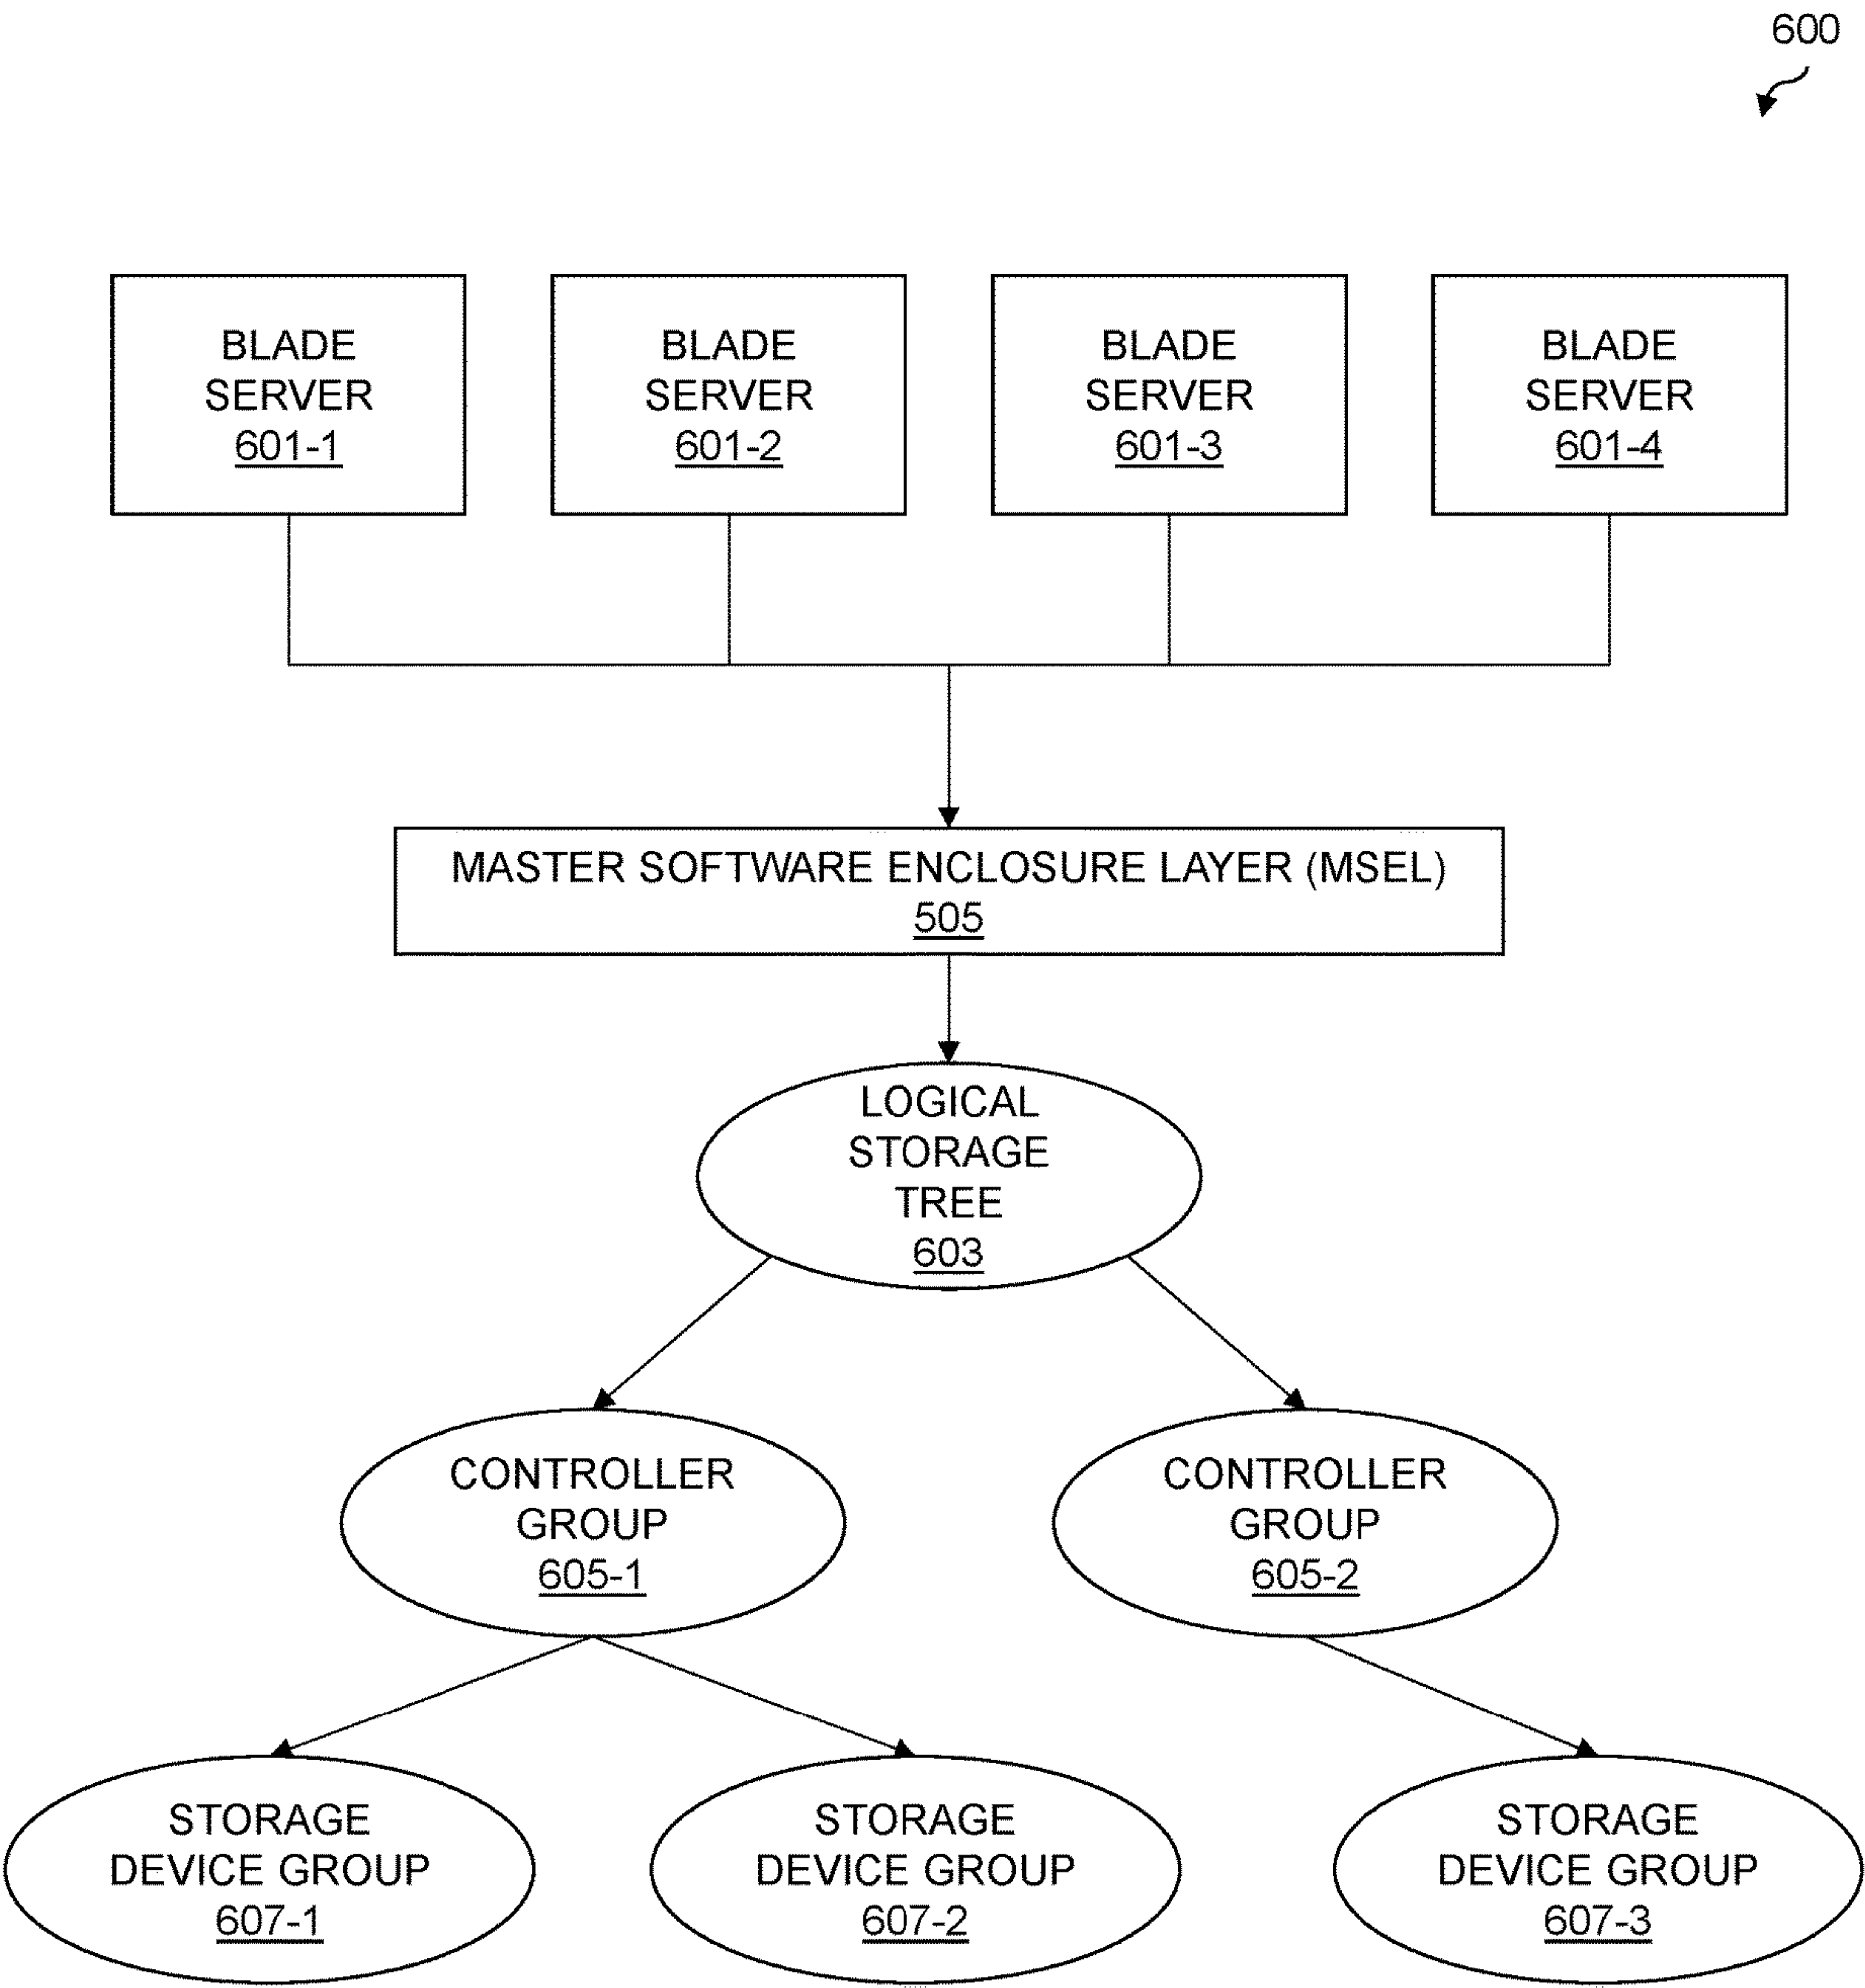 600
BLADE
SERVER
601-1
BLADE
SERVER
601-2
BLADE
SERVER
601-3
BLADE
SERVER
601-4
MASTER SOFTWARE ENCLOSURE LAYER (MSEL)
505
LOGICAL
STORAGE
TREE
603
CONTROLLER
GROUP
605-1
CONTROLLER
GROUP
605-2
STORAGE
DEVICE GROUP
607-1
STORAGE
DEVICE GROUP
607-2
STORAGE
DEVICE GROUP
607-3